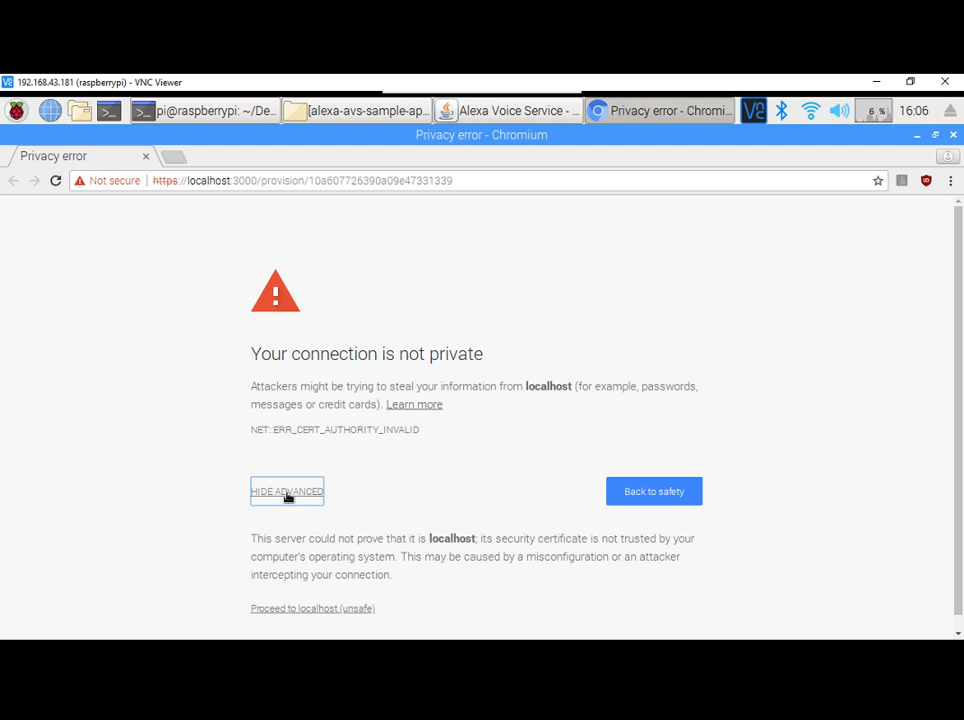 192.168.43.181 (raspberrypi) - VNC Viewer
pi@raspberrypi: ~/De... [alexa-avs-sample-ap... Alexa Voice Service - ... Privacy error - Chromi... 6 % 16:06
Privacy error - Chromium
Privacy error
Not secure https://localhost:3000/provision/10a607726390a09e47331339
Your connection is not private
Attackers might be trying to steal your information from localhost (for example, passwords,
messages or credit cards). Learn more
NET::ERR_CERT_AUTHORITY_INVALID
HIDE ADVANCED
Back to safety
This server could not prove that it is localhost; its security certificate is not trusted by your
computer's operating system. This may be caused by a misconfiguration or an attacker
intercepting your connection.
Proceed to localhost (unsafe)